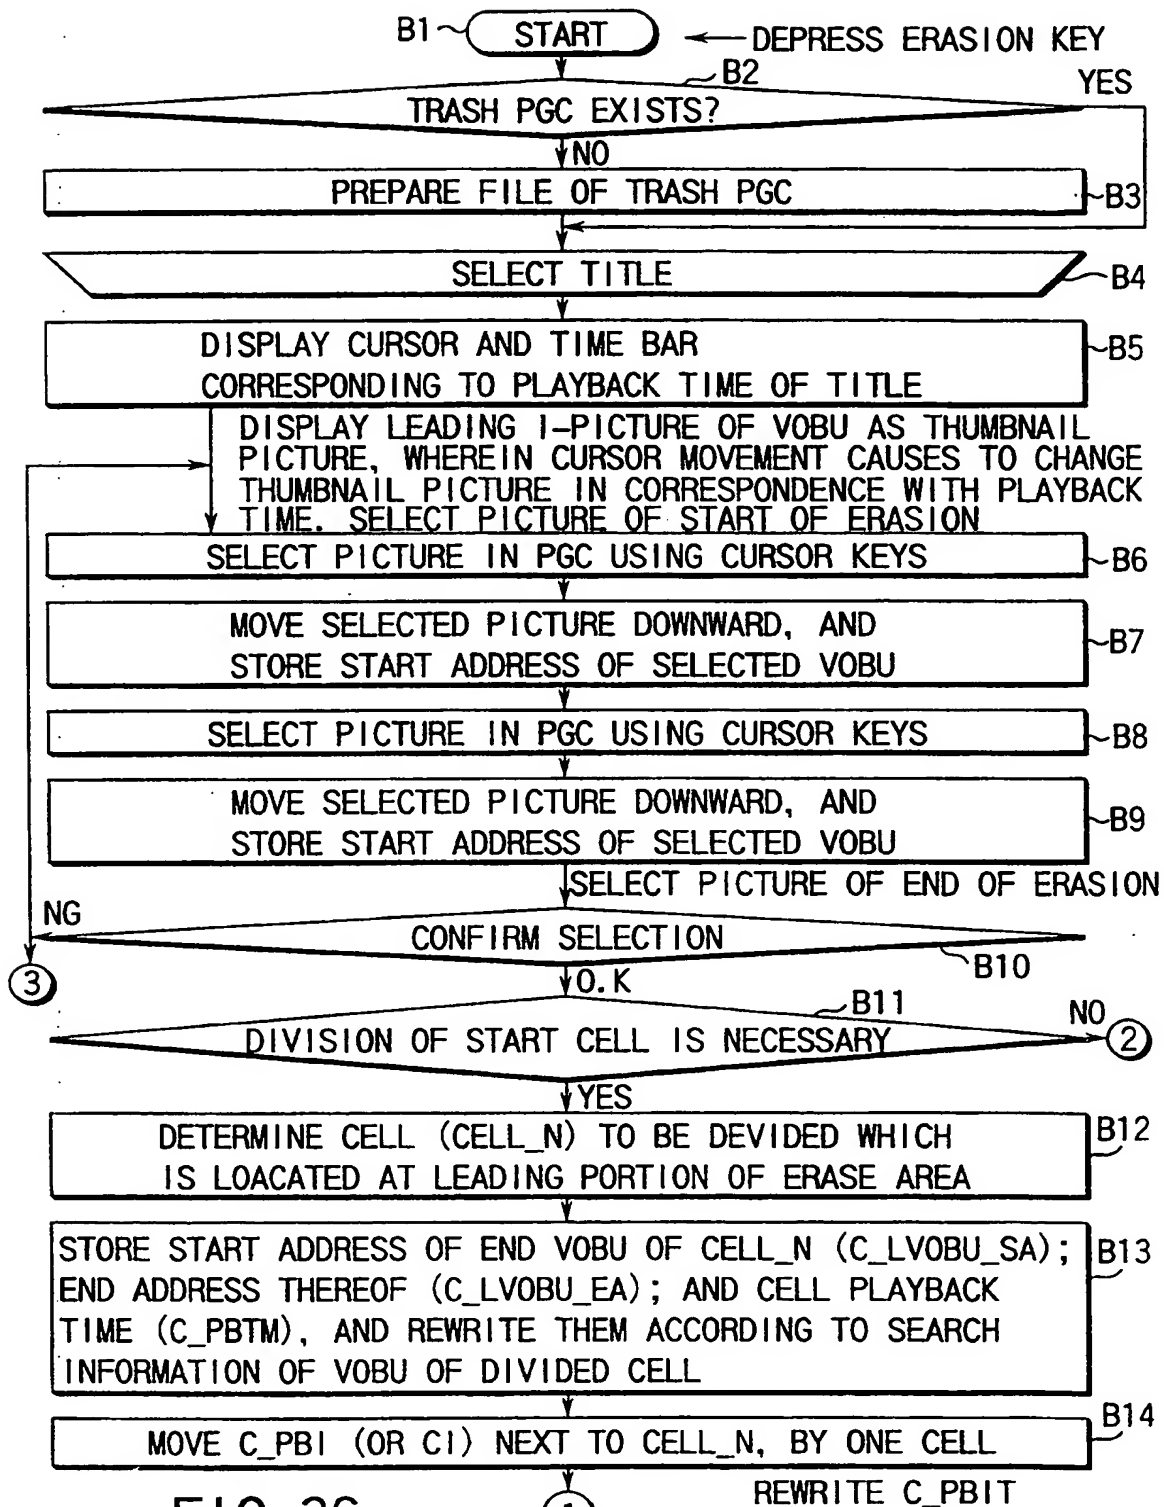 B1 START ← DEPRESS ERASION KEY
B2
YES
TRASH PGC EXISTS?
NO
PREPARE FILE OF TRASH PGC
B3
SELECT TITLE
B4
DISPLAY CURSOR AND TIME BAR
B5
CORRESPONDING TO PLAYBACK TIME OF TITLE
DISPLAY LEADING I-PICTURE OF VOBU AS THUMBNAIL
PICTURE, WHEREIN CURSOR MOVEMENT CAUSES TO CHANGE
THUMBNAIL PICTURE IN CORRESPONDENCE WITH PLAYBACK
TIME. SELECT PICTURE OF START OF ERASION
SELECT PICTURE IN PGC USING CURSOR KEYS
B6
MOVE SELECTED PICTURE DOWNWARD, AND
B7
STORE START ADDRESS OF SELECTED VOBU
SELECT PICTURE IN PGC USING CURSOR KEYS
B8
MOVE SELECTED PICTURE DOWNWARD, AND
B9
STORE START ADDRESS OF SELECTED VOBU
SELECT PICTURE OF END OF ERASION
NG
CONFIRM SELECTION
B10
3
O.K
B11
NO
DIVISION OF START CELL IS NECESSARY
2
YES
DETERMINE CELL (CELL_N) TO BE DEVIDED WHICH
B12
IS LOACATED AT LEADING PORTION OF ERASE AREA
STORE START ADDRESS OF END VOBU OF CELL_N (C_LVOBU_SA);
B13
END ADDRESS THEREOF (C_LVOBU_EA); AND CELL PLAYBACK
TIME (C_PBTM), AND REWRITE THEM ACCORDING TO SEARCH
INFORMATION OF VOBU OF DIVIDED CELL
B14
MOVE C_PBI (OR CI) NEXT TO CELL_N, BY ONE CELL
REWRITE C_PBIT